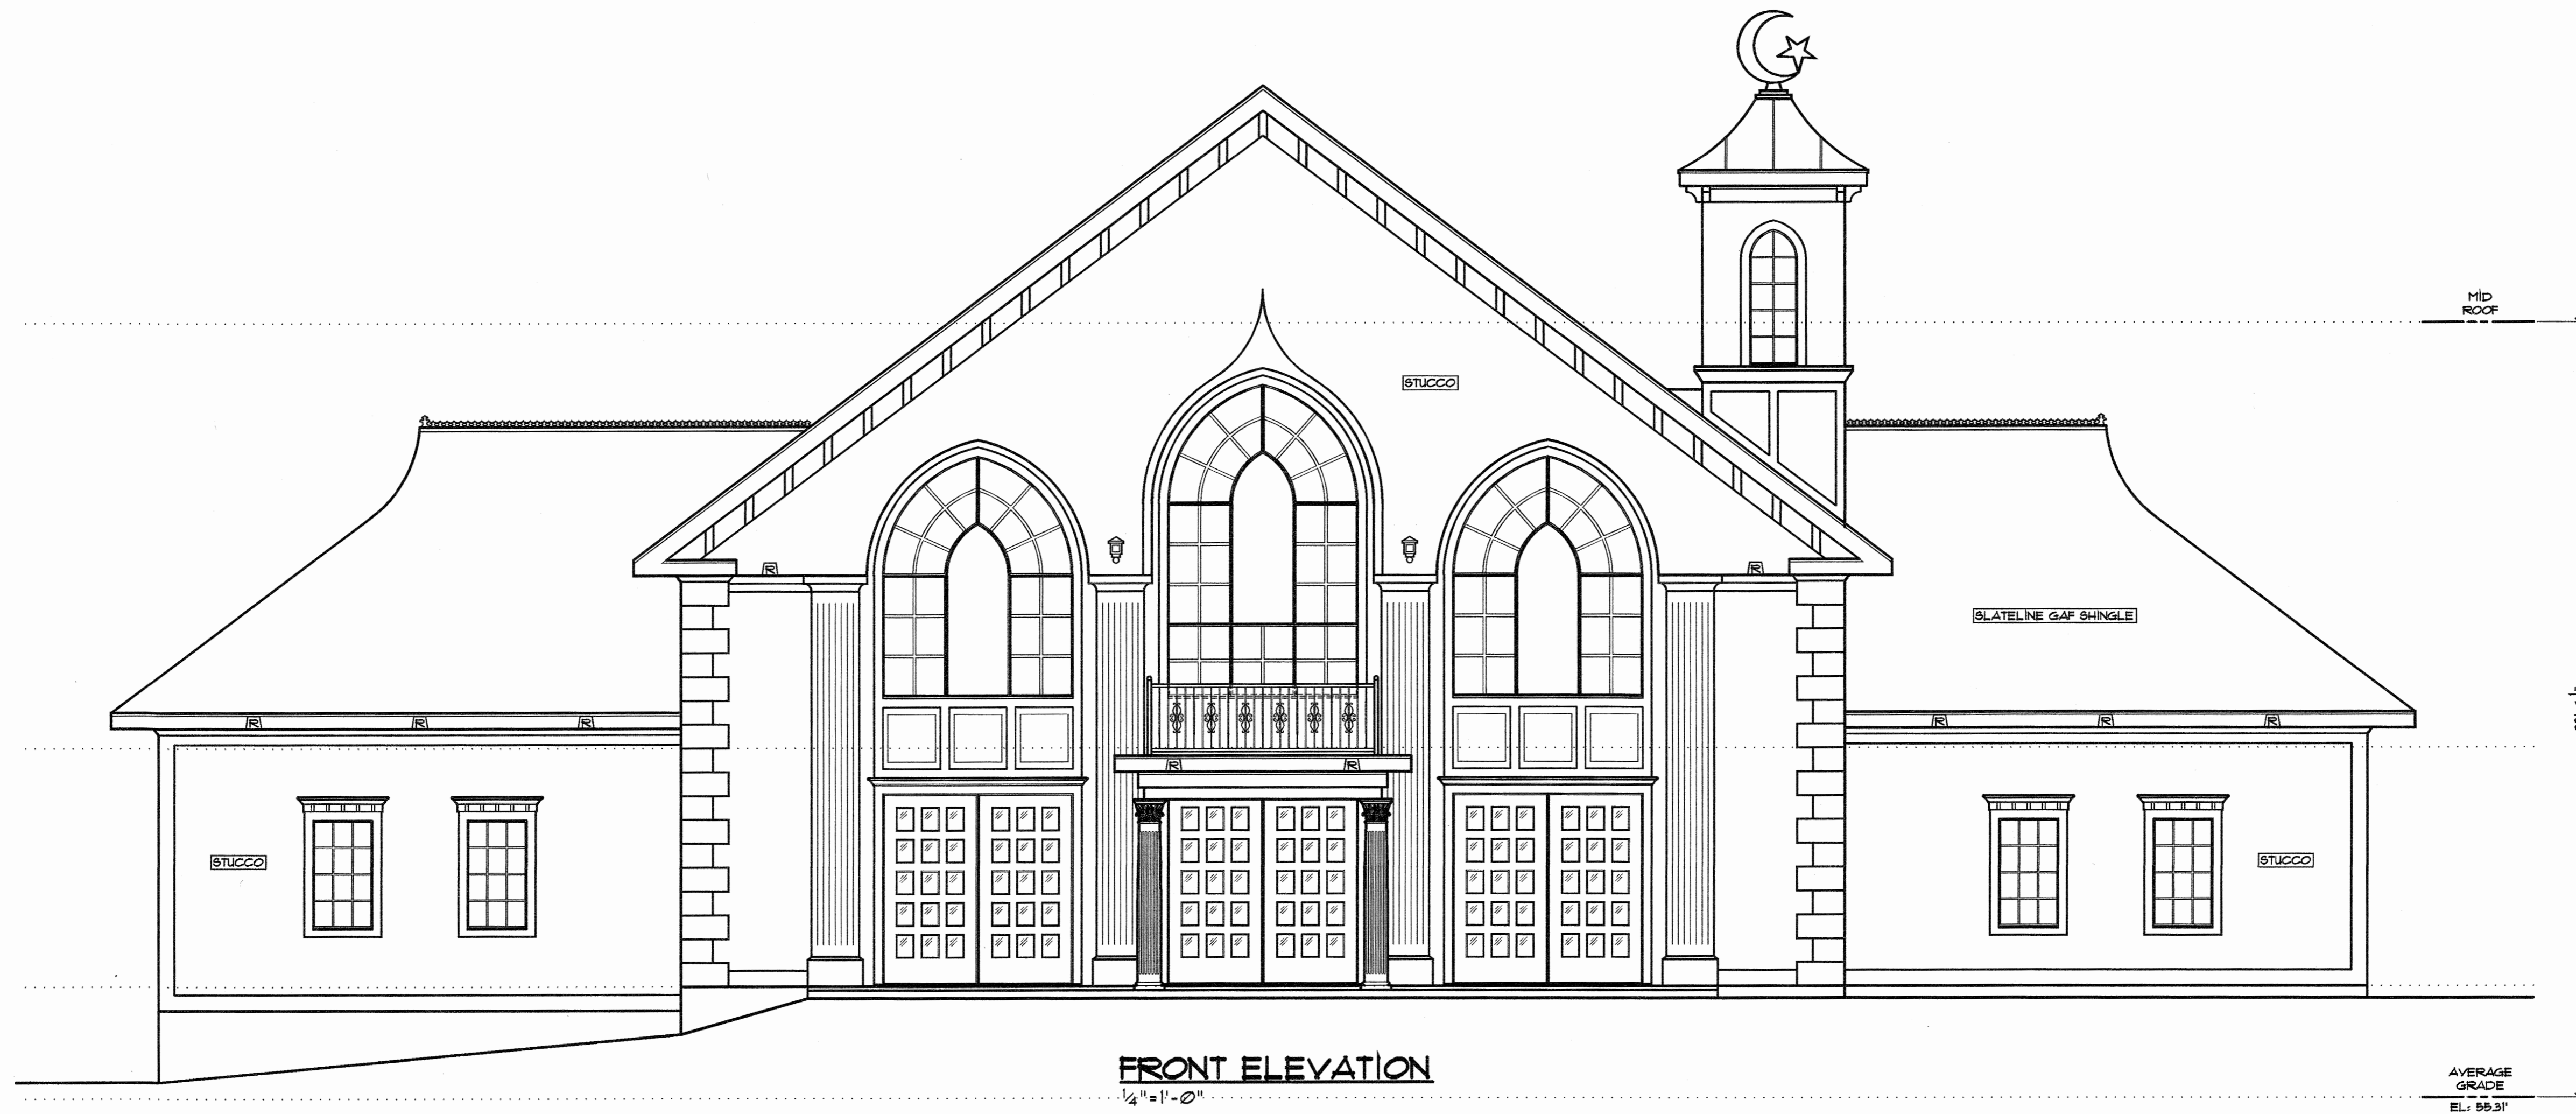 MID
ROOF
STUCCO
R
R
SLATELINE GAF SHINGLE
R
R
R
R
R
R
R
R
STUCCO
STUCCO
FRONT ELEVATION
1/4"=1'-0"
AVERAGE
GRADE
EL: 55.31'